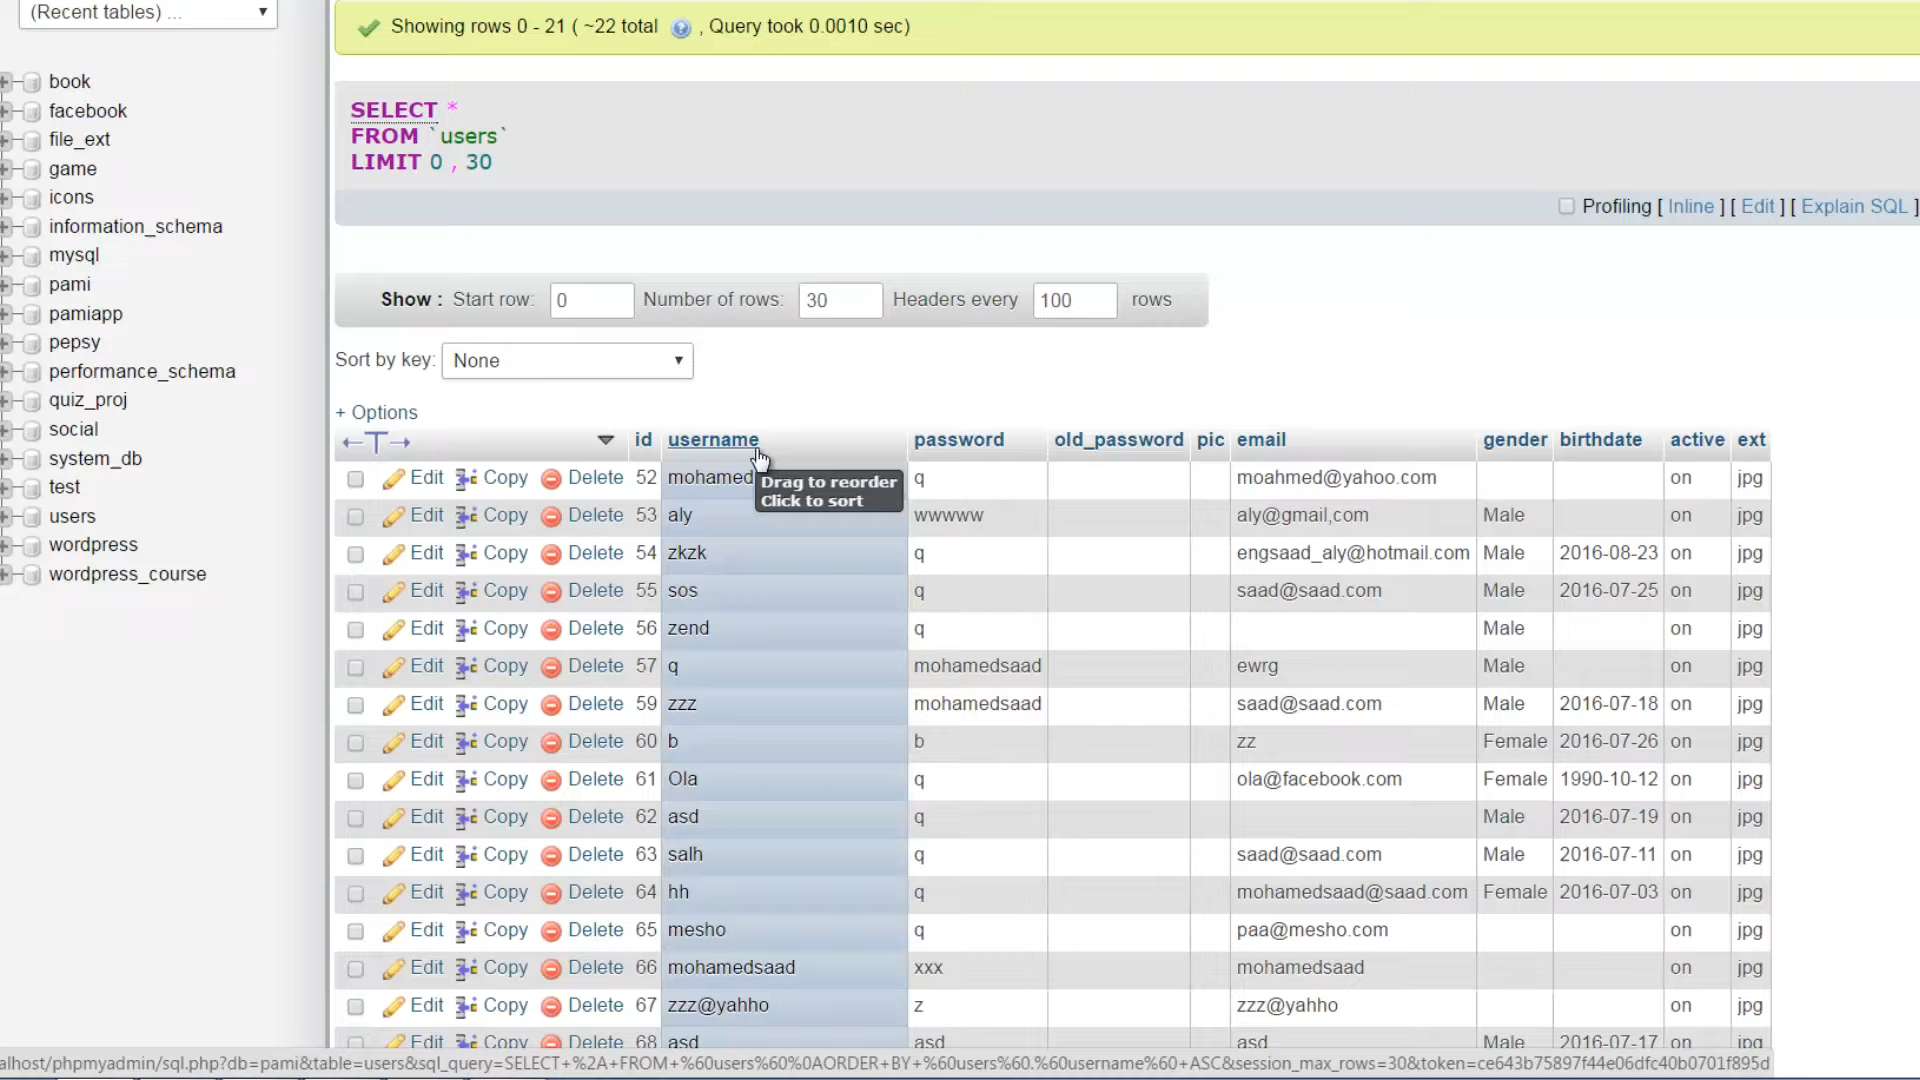 (Recent tables) ...
book
facebook
file_ext
game
icons
information_schema
mysql
pami
pamiapp
pepsy
performance_schema
quiz_proj
social
system_db
test
users
wordpress
wordpress_course
Showing rows 0 - 21 ( ~22 total , Query took 0.0010 sec)
SELECT *
FROM `users`
LIMIT 0 , 30
Profiling [ Inline ] [ Edit ] [ Explain SQL ]
Show : Start row: 0 Number of rows: 30 Headers every 100 rows
Sort by key: None
+ Options
id username password old_password pic email gender birthdate active ext
Edit Copy Delete 52 mohamed q moahmed@yahoo.com on jpg
Drag to reorder
Click to sort
Edit Copy Delete 53 aly wwwww aly@gmail,com Male on jpg
Edit Copy Delete 54 zkzk q engsaad_aly@hotmail.com Male 2016-08-23 on jpg
Edit Copy Delete 55 sos q saad@saad.com Male 2016-07-25 on jpg
Edit Copy Delete 56 zend q Male on jpg
Edit Copy Delete 57 q mohamedsaad ewrg Male on jpg
Edit Copy Delete 59 zzz mohamedsaad saad@saad.com Male 2016-07-18 on jpg
Edit Copy Delete 60 b b zz Female 2016-07-26 on jpg
Edit Copy Delete 61 Ola q ola@facebook.com Female 1990-10-12 on jpg
Edit Copy Delete 62 asd q Male 2016-07-19 on jpg
Edit Copy Delete 63 salh q saad@saad.com Male 2016-07-11 on jpg
Edit Copy Delete 64 hh q mohamedsaad@saad.com Female 2016-07-03 on jpg
Edit Copy Delete 65 mesho q paa@mesho.com on jpg
Edit Copy Delete 66 mohamedsaad xxx mohamedsaad on jpg
Edit Copy Delete 67 zzz@yahho z zzz@yahho on jpg
Edit Copy Delete 68 asd asd asd Male 2016-07-17 on jpg
alhost/phpmyadmin/sql.php?db=pami&table=users&sql_query=SELECT+%2A+FROM+%60users%60%0AORDER+BY+%60users%60.%60username%60+ASC&session_max_rows=30&token=ce643b75897f44e06dfc40b0701f895d